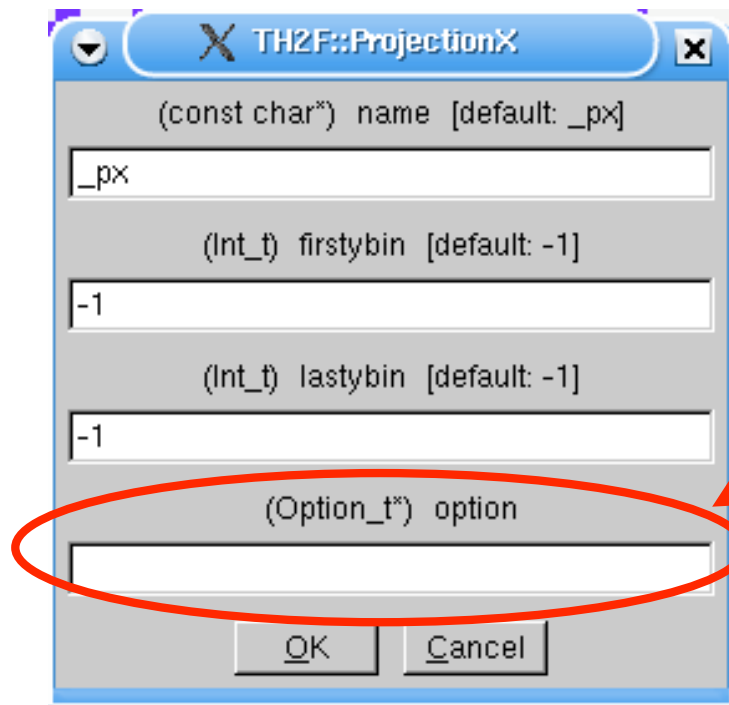 TH2F::ProjectionX
(const char*) name [default: _px]
_px
(Int_t) firstybin [default: -1]
-1
(Int_t) lastybin [default: -1]
-1
(Option_t*) option
OK Cancel